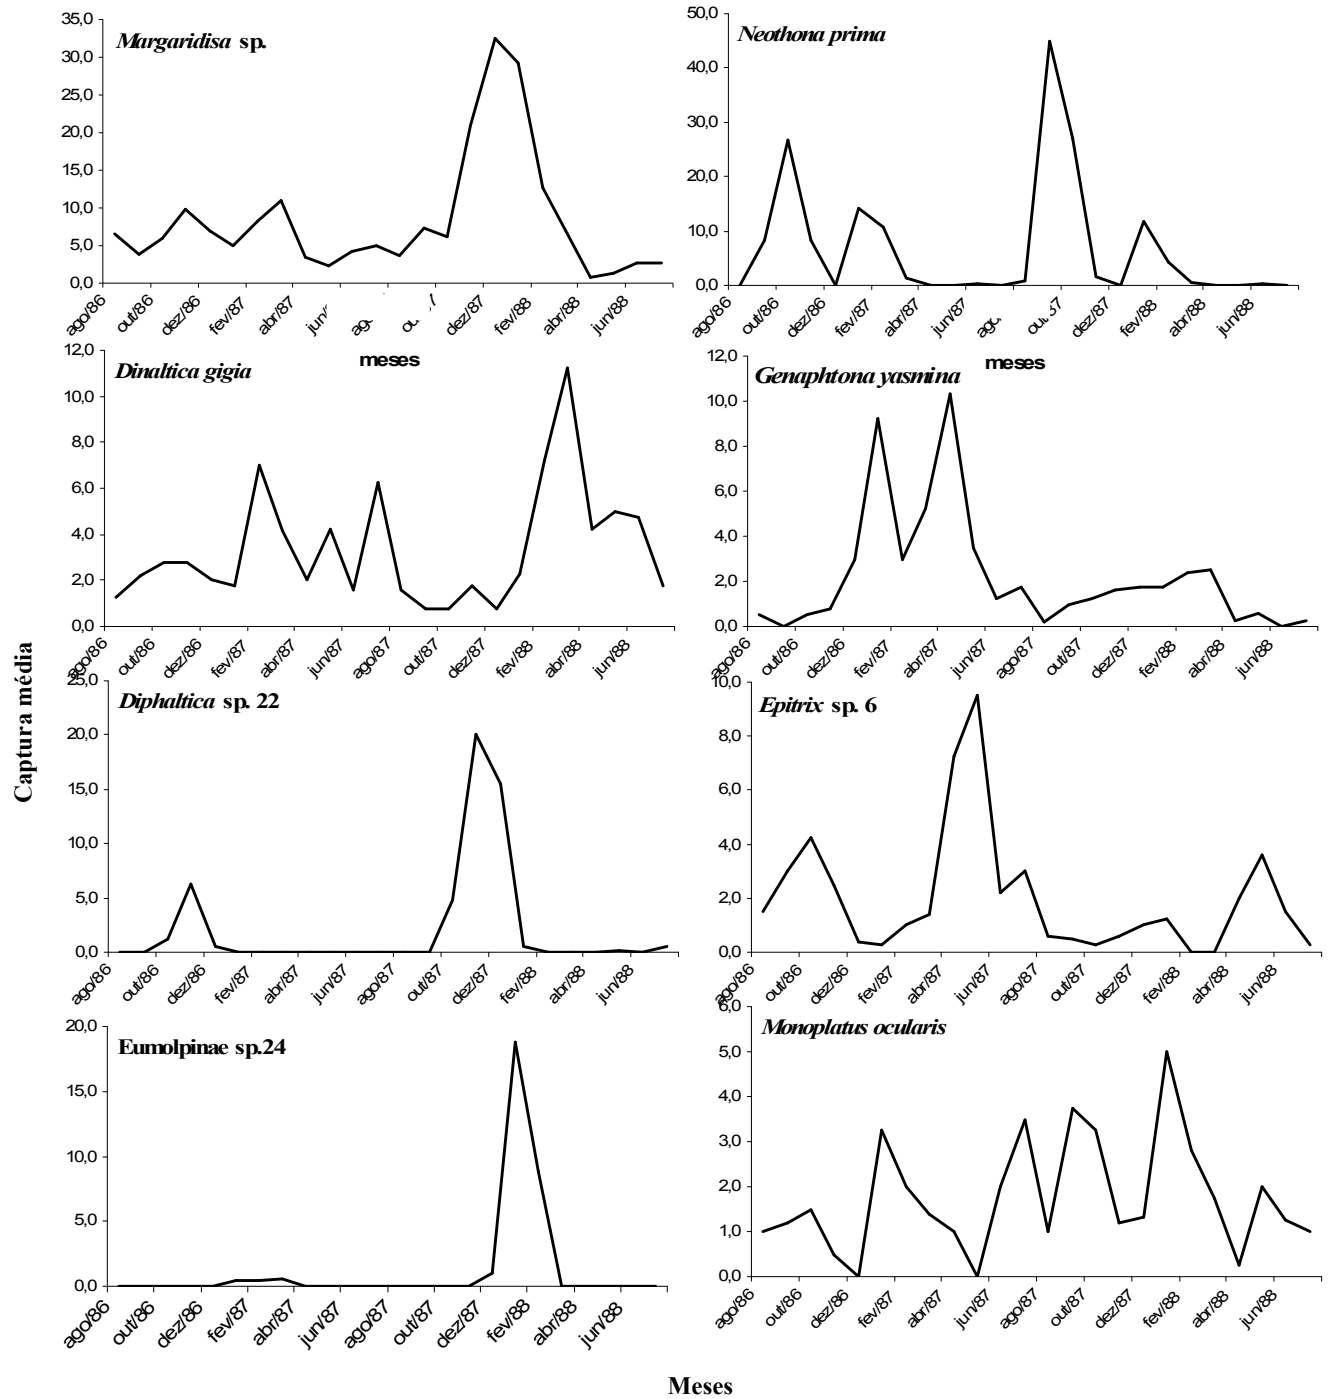 Margaridisa sp.
35,0
30,0
25,0
20,0
15,0
10,0
5,0
0,0
ago/86 out/86 dez/86 fev/87 abr/87 dez/87 fev/88 abr/88 jun/88
meses
Neothona prima
50,0
40,0
30,0
20,0
10,0
0,0
ago/86 out/86 dez/86 fev/87 abr/87 jun/87 dez/87 fev/88 abr/88 jun/88
meses
Dinaltica gigia
12,0
10,0
8,0
6,0
4,0
2,0
0,0
ago/86 out/86 dez/86 fev/87 abr/87 jun/87 ago/87 out/87 dez/87 fev/88 abr/88 jun/88
Genaphtona yasmina
12,0
10,0
8,0
6,0
4,0
2,0
0,0
ago/86 out/86 dez/86 fev/87 abr/87 jun/87 ago/87 out/87 dez/87 fev/88 abr/88 jun/88
Captura média
Diphaltica sp. 22
25,0
20,0
15,0
10,0
5,0
0,0
ago/86 out/86 dez/86 fev/87 abr/87 jun/87 ago/87 out/87 dez/87 fev/88 abr/88 jun/88
Epitrix sp. 6
10,0
8,0
6,0
4,0
2,0
0,0
ago/86 out/86 dez/86 fev/87 abr/87 jun/87 ago/87 out/87 dez/87 fev/88 abr/88 jun/88
Eumolpinae sp.24
20,0
15,0
10,0
5,0
0,0
ago/86 out/86 dez/86 fev/87 abr/87 jun/87 ago/87 out/87 dez/87 fev/88 abr/88 jun/88
Monoplatus ocularis
6,0
5,0
4,0
3,0
2,0
1,0
0,0
ago/86 out/86 dez/86 fev/87 abr/87 jun/87 ago/87 out/87 dez/87 fev/88 abr/88 jun/88
Meses